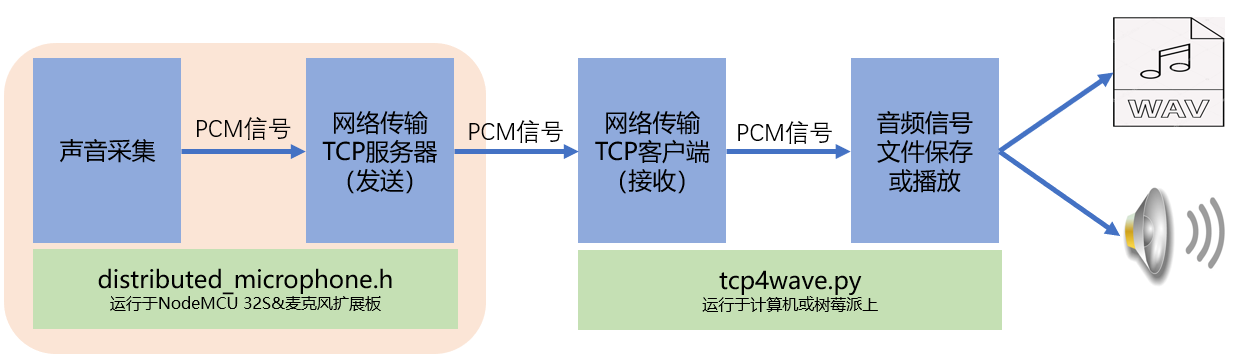 声音采集
PCM信号
网络传输
TCP服务器
（发送）
PCM信号
网络传输
TCP客户端
（接收）
PCM信号
音频信号
文件保存
或播放
WAV
distributed_microphone.h
运行于NodeMCU 32S&麦克风扩展板
tcp4wave.py
运行于计算机或树莓派上